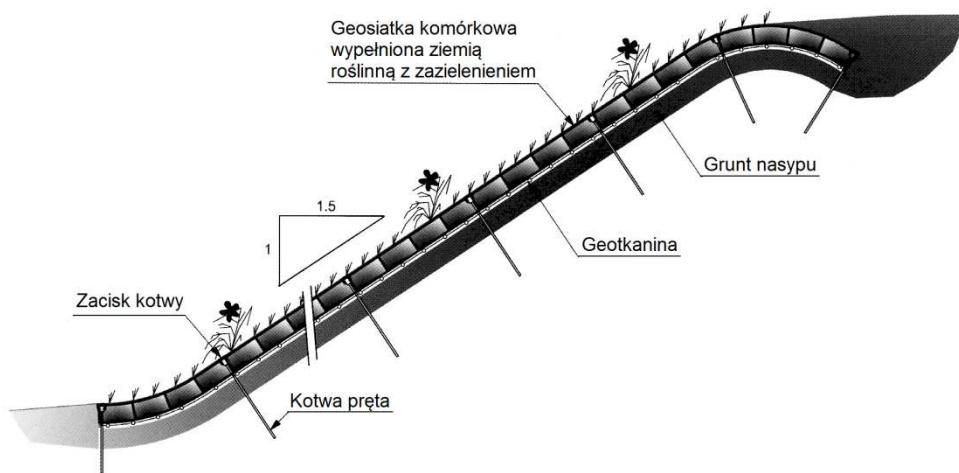 Geosiatka komórkowa
wypełniona ziemią
roślinną z zazielenieniem
Grunt nasypu
1.5
1
Geotkanina
Zacisk kotwy
Kotwa pręta